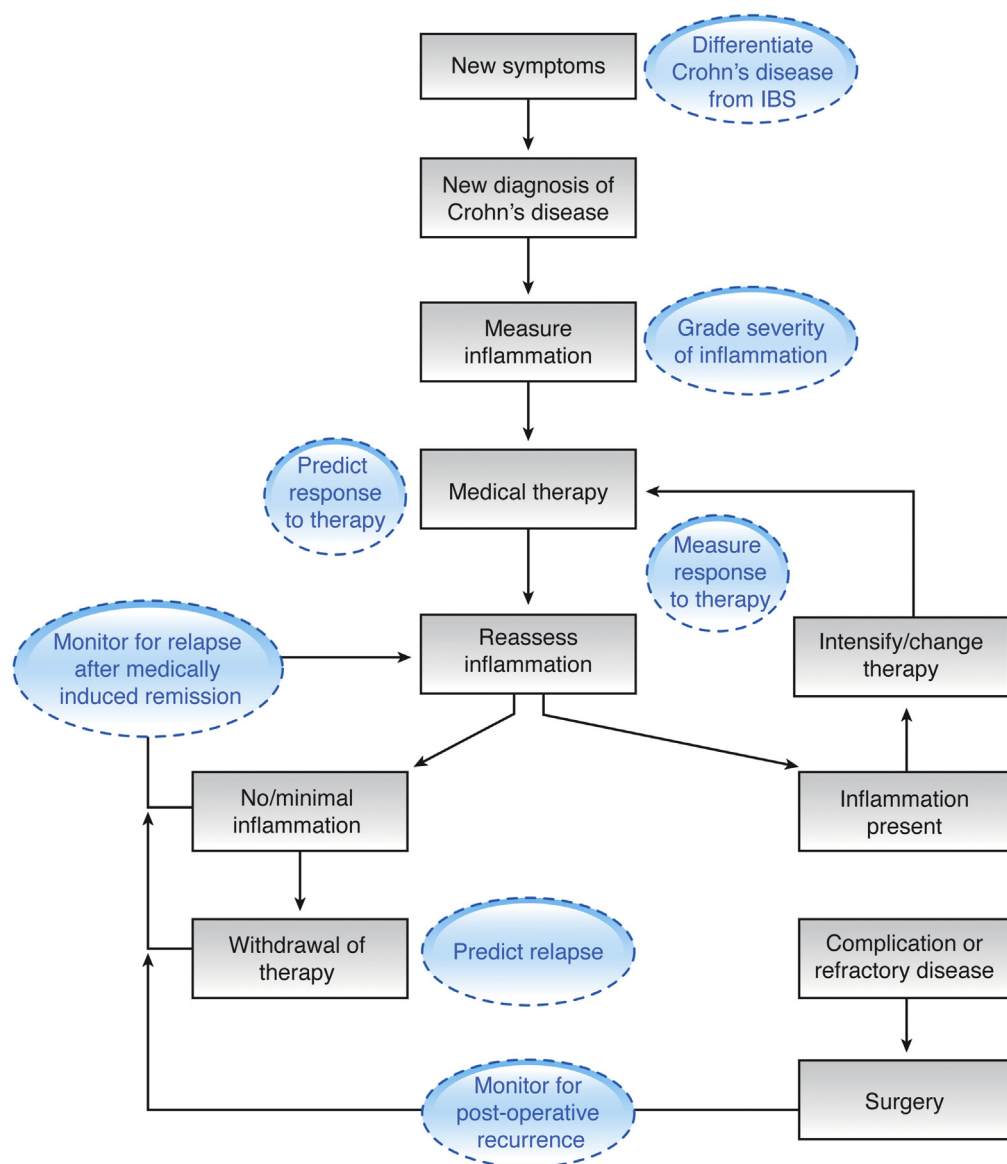 New symptoms
Differentiate
Crohn’s disease
from IBS
New diagnosis of
Crohn’s disease
Measure
inflammation
Grade severity
of inflammation
Predict
response
to therapy
Medical therapy
Measure
response
to therapy
Monitor for relapse
after medically
induced remission
Reassess
inflammation
Intensify/change
therapy
No/minimal
inflammation
Inflammation
present
Withdrawal of
therapy
Predict relapse
Complication or
refractory disease
Monitor for
post-operative
recurrence
Surgery